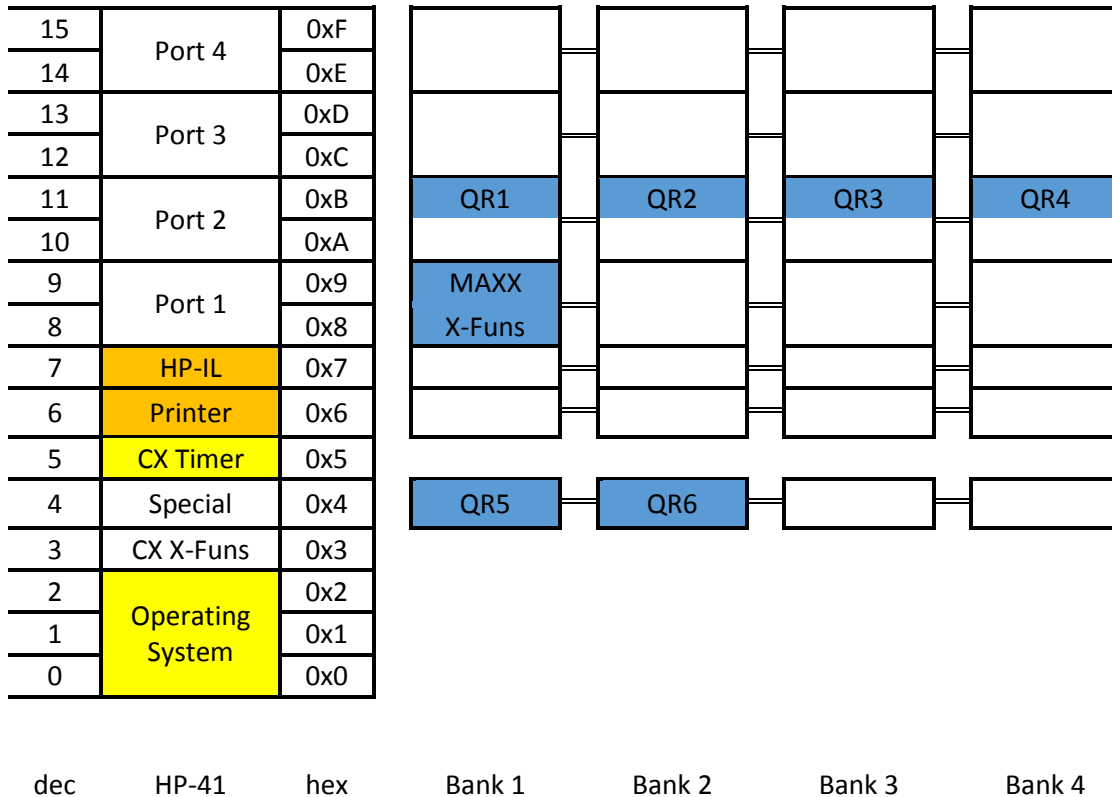 15 0xF
Port 4
14 0xE
13 0xD
Port 3
12 0xC
11 0xB QR1 QR2 QR3 QR4
Port 2
10 0xA
9 0x9 MAXX
Port 1
8 0x8 X-Funs
7 HP-IL 0x7
6 Printer 0x6
5 CX Timer 0x5
4 Special 0x4 QR5 QR6
3 CX X-Funs 0x3
2 0x2
Operating
1 0x1
System
0 0x0
dec HP-41 hex Bank 1 Bank 2 Bank 3 Bank 4